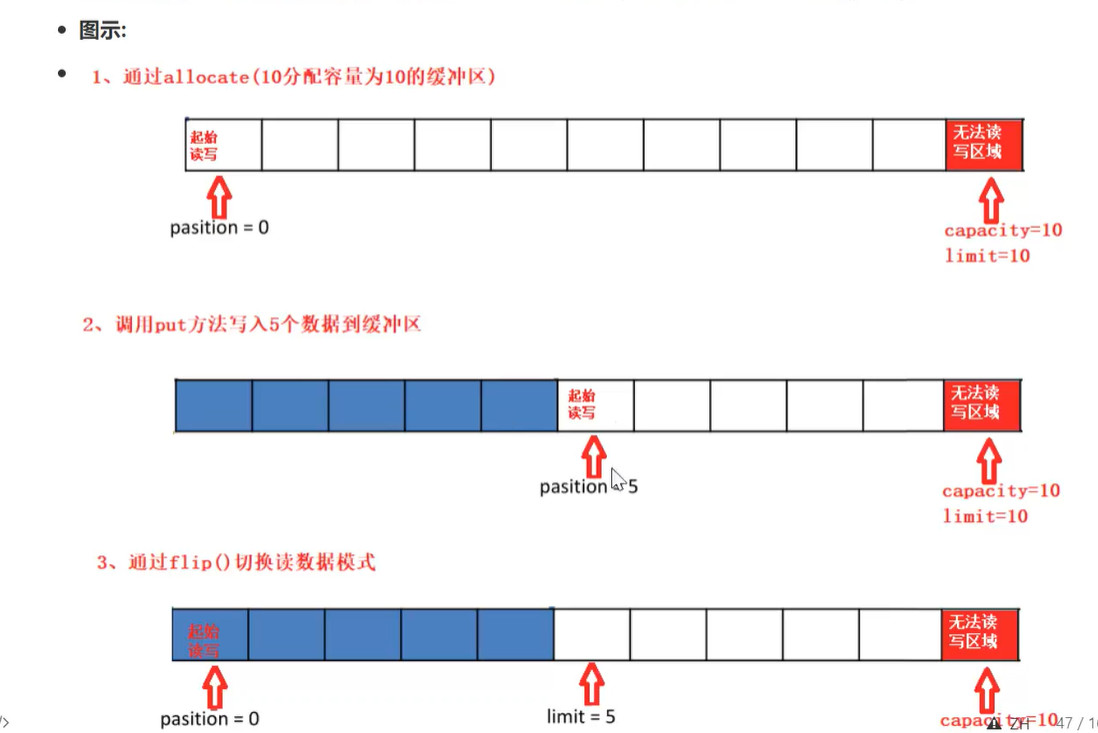 • 图示:
• 1、通过allocate(10分配容量为10的缓冲区)
起始
读写
无法读
写区域
pasition = 0
capacity=10
limit=10
2、调用put方法写入5个数据到缓冲区
起始
读写
无法读
写区域
pasition 5
capacity=10
limit=10
3、通过flip()切换读数据模式
起始
读写
无法读
写区域
pasition = 0
limit = 5
capacity=10
ZH
47 /